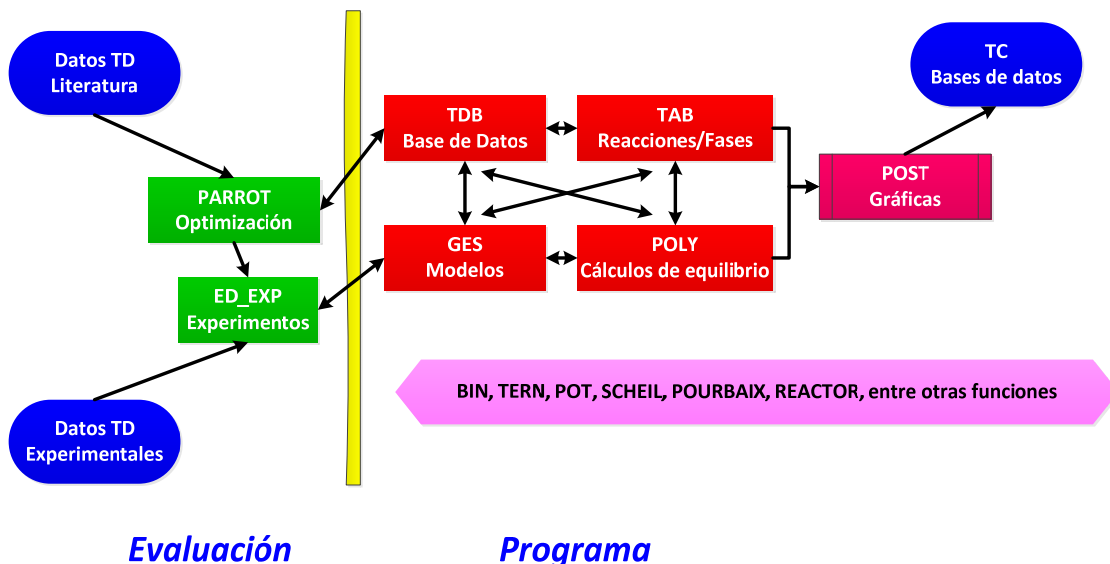 Datos TD
Literatura
TC
Bases de datos
TDB
Base de Datos
TAB
Reacciones/Fases
PARROT
Optimización
POST
Gráficas
GES
Modelos
POLY
Cálculos de equilibrio
ED_EXP
Experimentos
BIN, TERN, POT, SCHEIL, POURBAIX, REACTOR, entre otras funciones
Datos TD
Experimentales
Evaluación
Programa